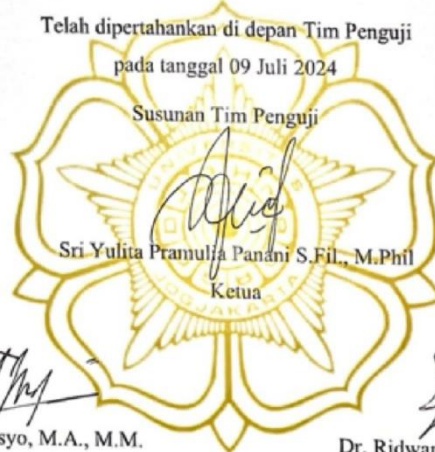 Telah dipertahankan di depan Tim Penguji
pada tanggal 09 Juli 2024
Susunan Tim Penguji
Sri Yulita Pramulia Panani S.Fil., M.Phil
Ketua
M.A., M.M.
Dr.